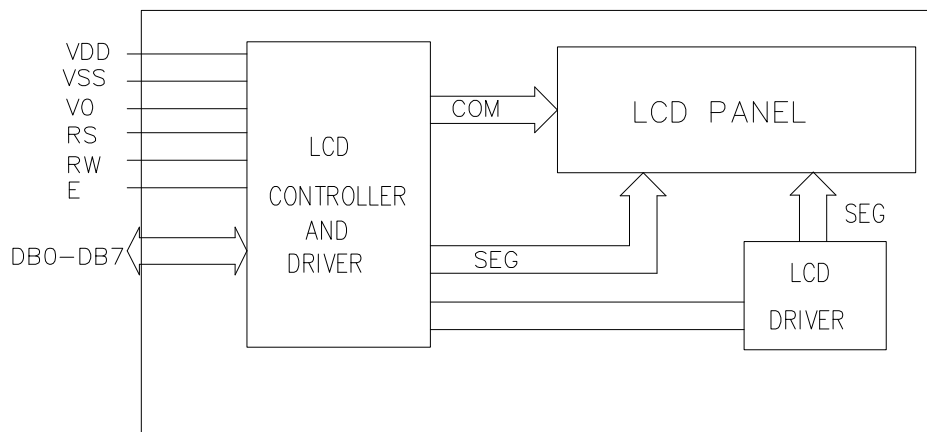 VDD
VSS
V0
RS
RW
E
DB0-DB7
LCD
CONTROLLER
AND
DRIVER
COM
SEG
LCD PANEL
SEG
LCD
DRIVER